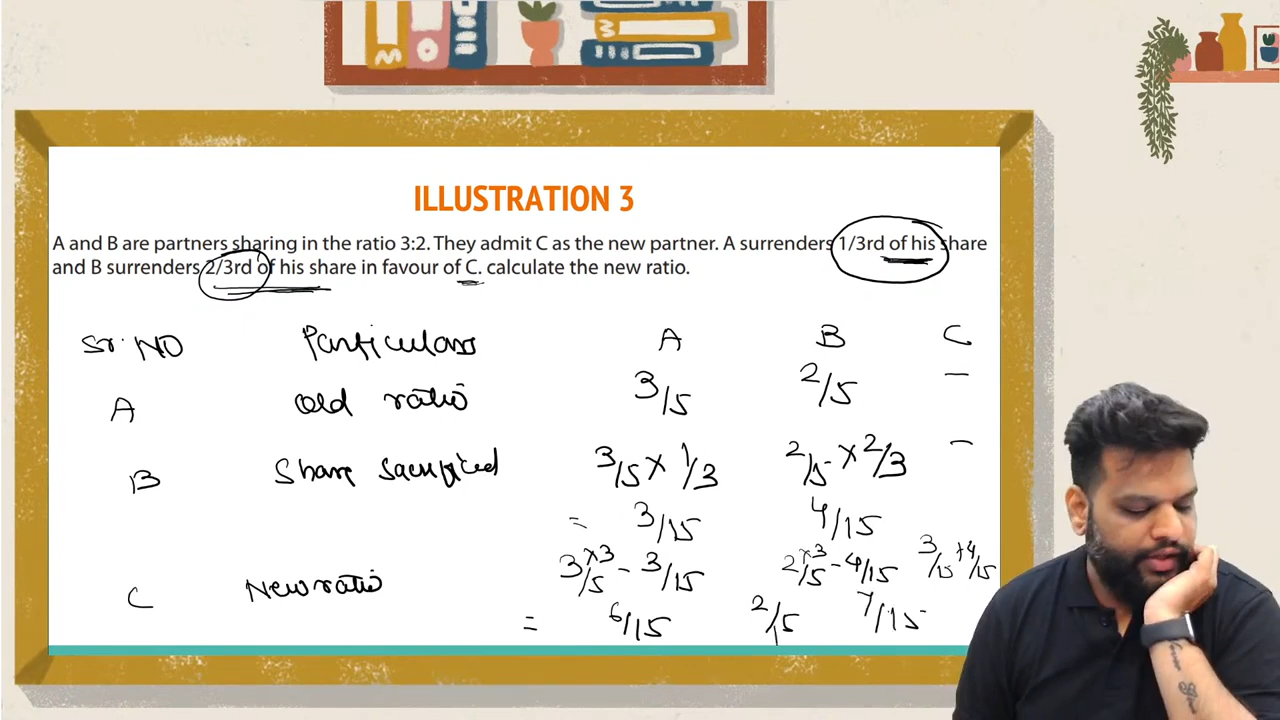 ILLUSTRATION 3
A and B are partners sharing in the ratio 3:2. They admit C as the new partner. A surrenders 1/3rd of his share
and B surrenders 2/3rd of his share in favour of C. calculate the new ratio.
Sr. NO Particulars A B C
A Old ratio 3/5 2/5 –
B Share sacrificed 3/5 × 1/3 2/5 × 2/3 –
= 3/15 4/15
C New ratio 3×3/5 – 3/15 2×3/5 – 4/15 3/15 + 4/15
= 6/15 2/15 7/15